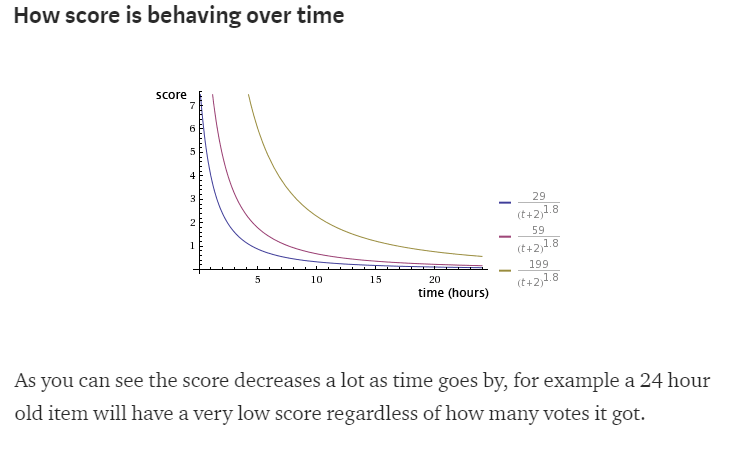 How score is behaving over time
score
7
6
5
4
3
2
1
5 10 15 20
time (hours)
29
(t+2)^1.8
59
(t+2)^1.8
199
(t+2)^1.8
As you can see the score decreases a lot as time goes by, for example a 24 hour
old item will have a very low score regardless of how many votes it got.